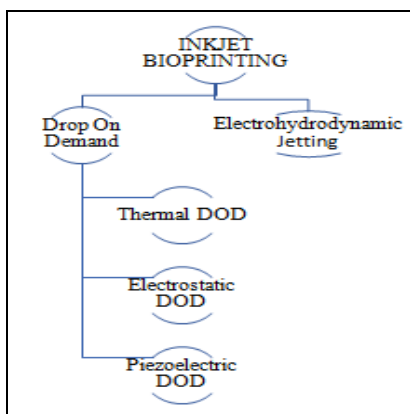 INKJET
BIOPRINTING
Drop On
Demand
Electrohydrodynamic
Jetting
Thermal DOD
Electrostatic
DOD
Piezoelectric
DOD